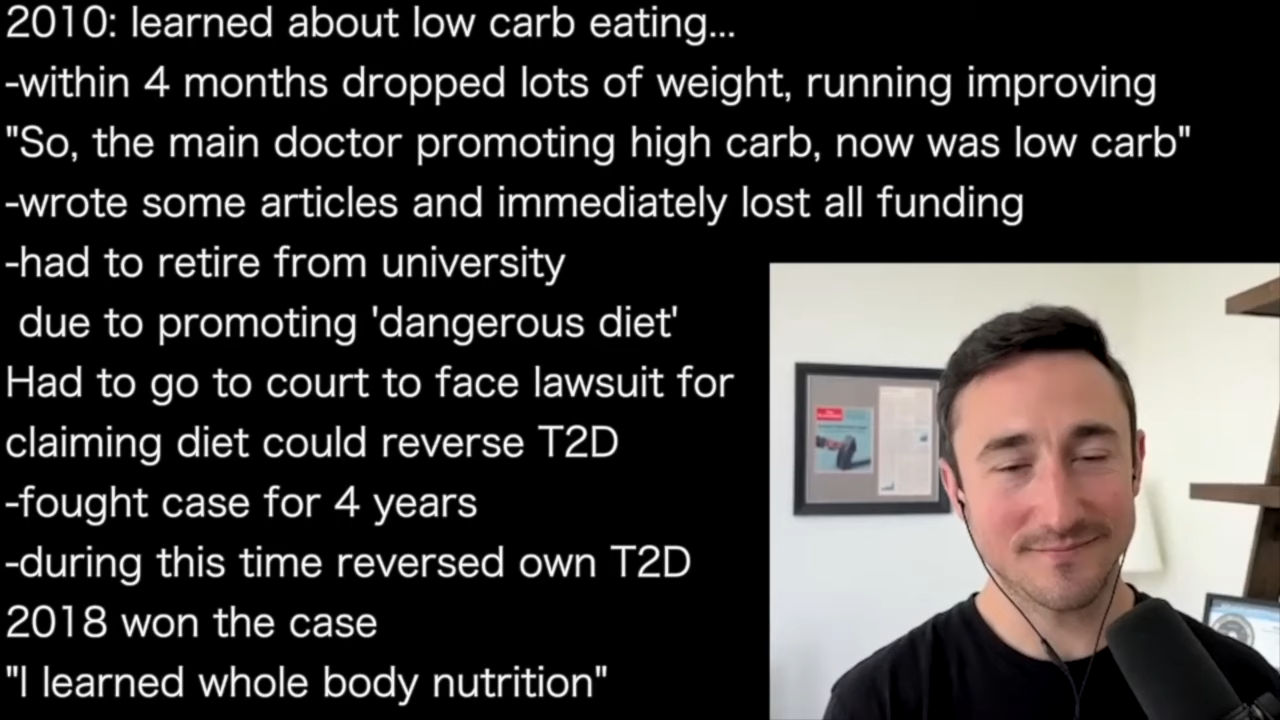 2010: learned about low carb eating...
-within 4 months dropped lots of weight, running improving
"So, the main doctor promoting high carb, now was low carb"
-wrote some articles and immediately lost all funding
-had to retire from university
due to promoting 'dangerous diet'
Had to go to court to face lawsuit for
claiming diet could reverse T2D
-fought case for 4 years
-during this time reversed own T2D
2018 won the case
"I learned whole body nutrition"